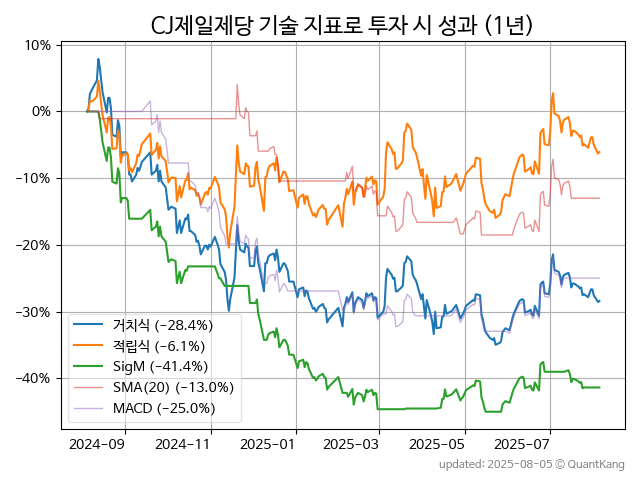 CJ제일제당 기술 지표로 투자 시 성과 (1년)
10%
0%
−10%
−20%
−30%
−40%
거치식 (−28.4%)
적립식 (−6.1%)
SigM (−41.4%)
SMA(20) (−13.0%)
MACD (−25.0%)
2024-09
2024-11
2025-01
2025-03
2025-05
2025-07
updated: 2025-08-05 © QuantKang